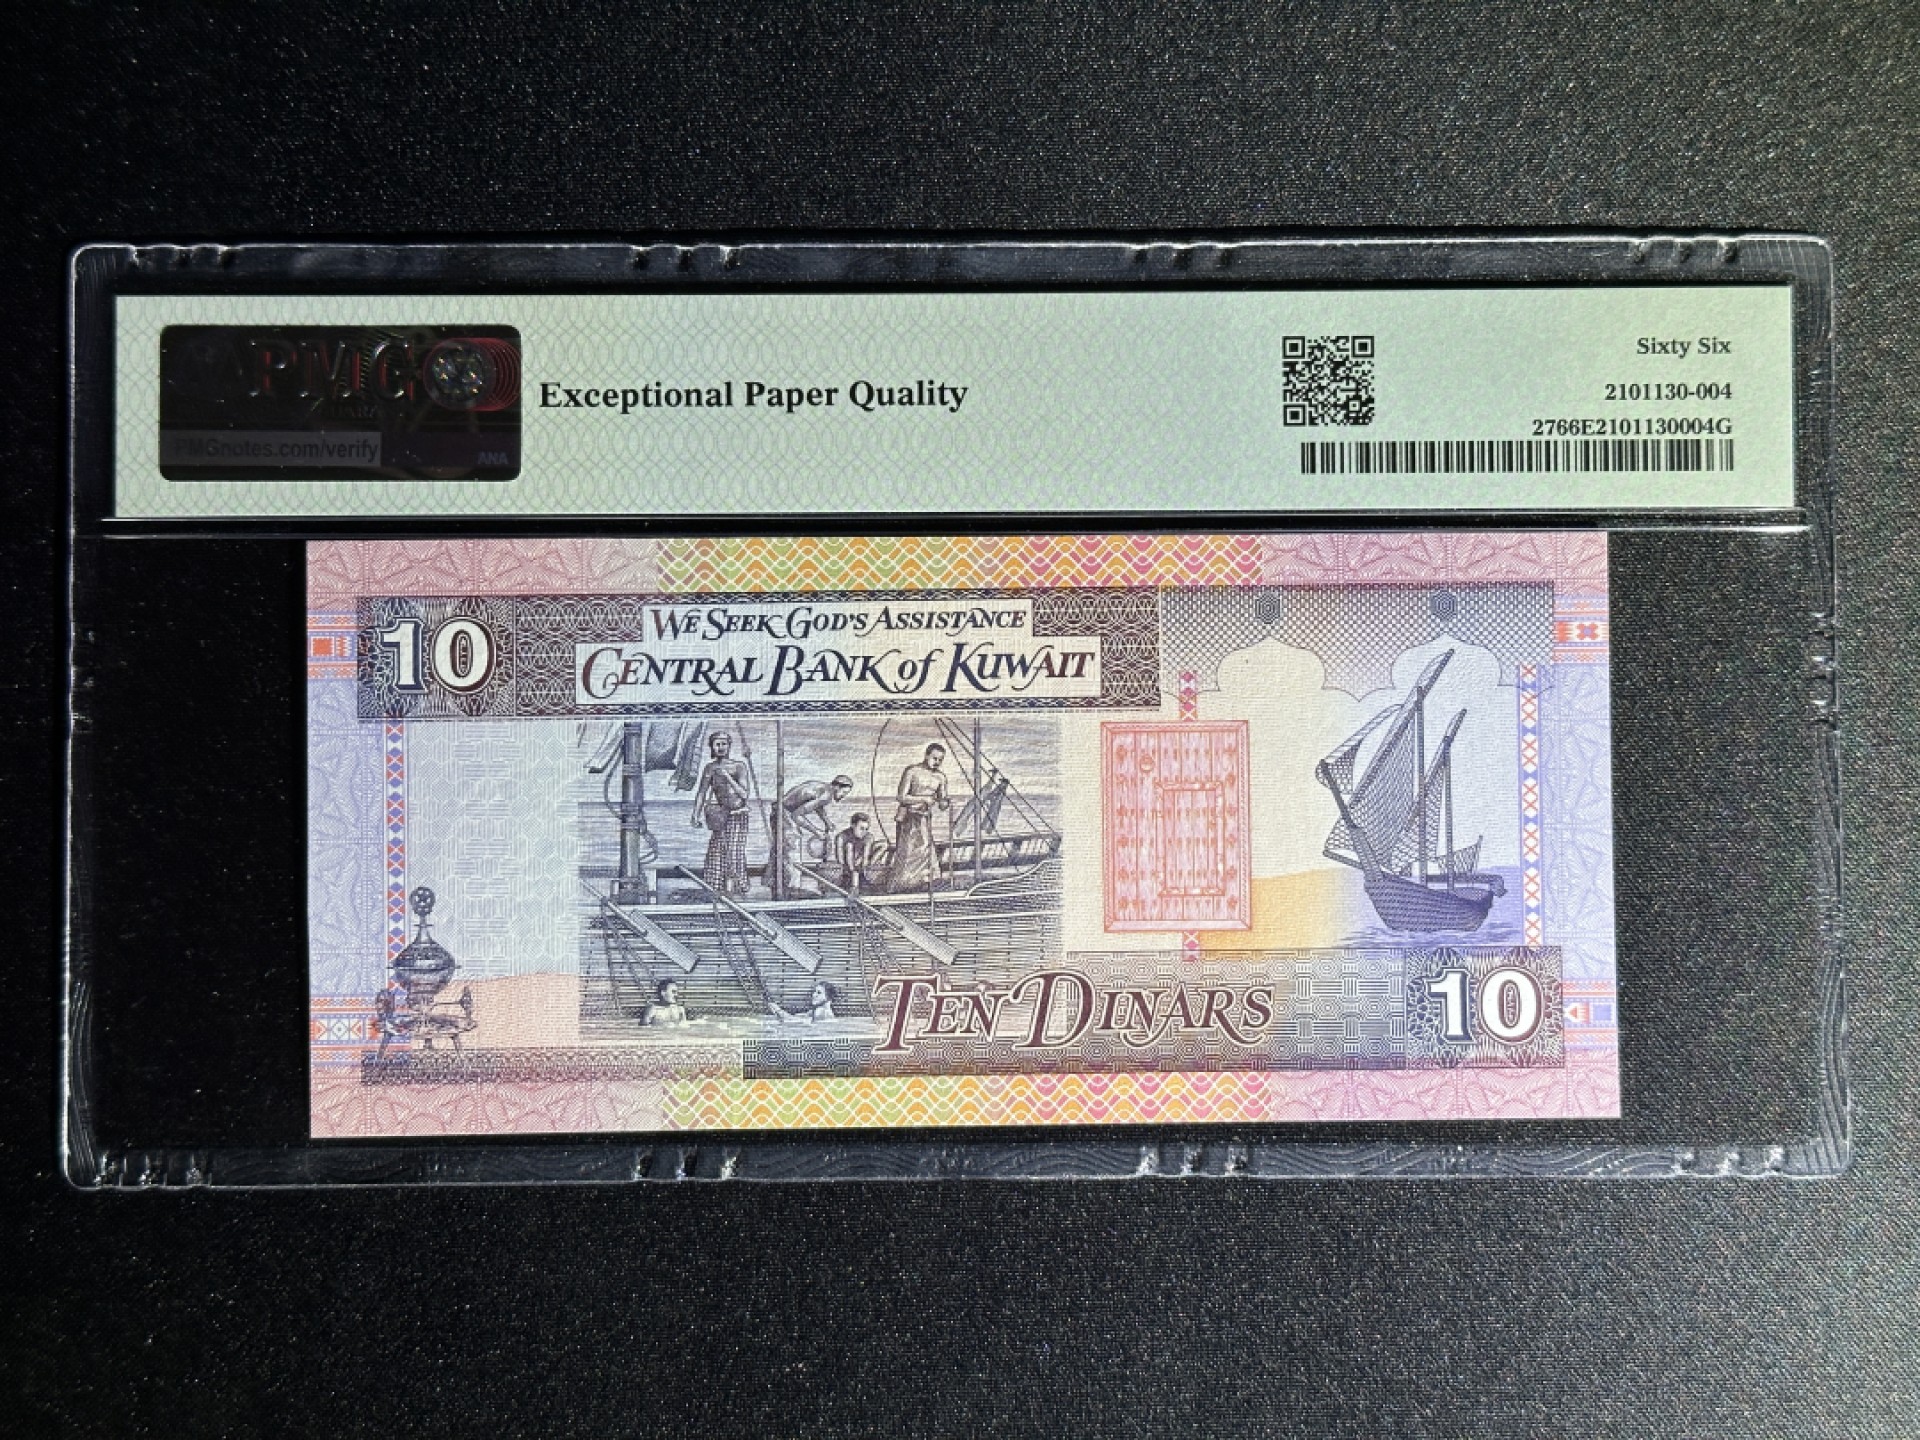 PMG
PMGnotes.com/verify
ANA
Exceptional Paper Quality
Sixty Six
2101130-004
2766E2101130004G
10
WE SEEK GOD'S ASSISTANCE
CENTRAL BANK of KUWAIT
TEN DINARS
10